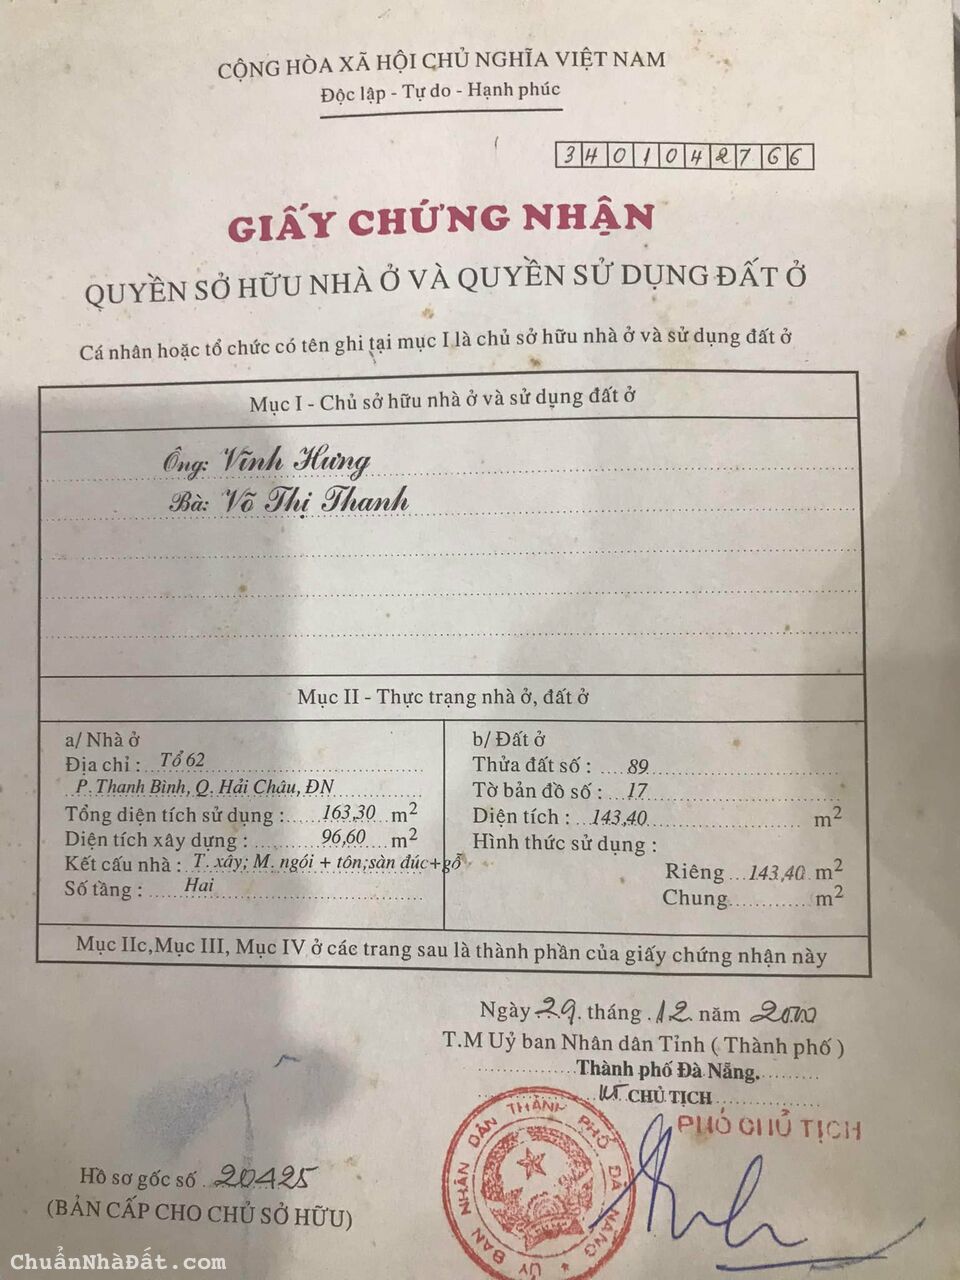 CỘNG HÒA XÃ HỘI CHỦ NGHĨA VIỆT NAM
Độc lập - Tự do - Hạnh phúc
3401042766
GIẤY CHỨNG NHẬN
QUYỀN SỞ HỮU NHÀ Ở VÀ QUYỀN SỬ DỤNG ĐẤT Ở
Cá nhân hoặc tổ chức có tên ghi tại mục I là chủ sở hữu nhà ở và sử dụng đất ở
Mục I - Chủ sở hữu nhà ở và sử dụng đất ở
Ông: Vĩnh Hưng
Bà: Võ Thị Thanh
Mục II - Thực trạng nhà ở, đất ở
a/ Nhà ở
Địa chỉ : Tổ 62
P. Thanh Bình, Q. Hải Châu, ĐN
Tổng diện tích sử dụng : 163,30 m2
Diện tích xây dựng : 96,60 m2
Kết cấu nhà : T. xây; M. ngói + tôn;sàn đúc+gỗ
Số tầng : Hai
b/ Đất ở
Thửa đất số : 89
Tờ bản đồ số : 17
Diện tích : 143,40 m2
Hình thức sử dụng :
Riêng 143,40 m2
Chung m2
Mục IIc,Mục III, Mục IV ở các trang sau là thành phần của giấy chứng nhận này
Ngày 29 tháng 12 năm 2000
T.M Uỷ ban Nhân dân Tỉnh ( Thành phố )
Thành phố Đà Nẵng.
KT CHỦ TỊCH
PHÓ CHỦ TỊCH
ỦY BAN NHÂN DÂN THÀNH PHỐ ĐÀ NẴNG
Hồ sơ gốc số 20425
(BẢN CẤP CHO CHỦ SỞ HỮU)
ChuẩnNhàĐất.com